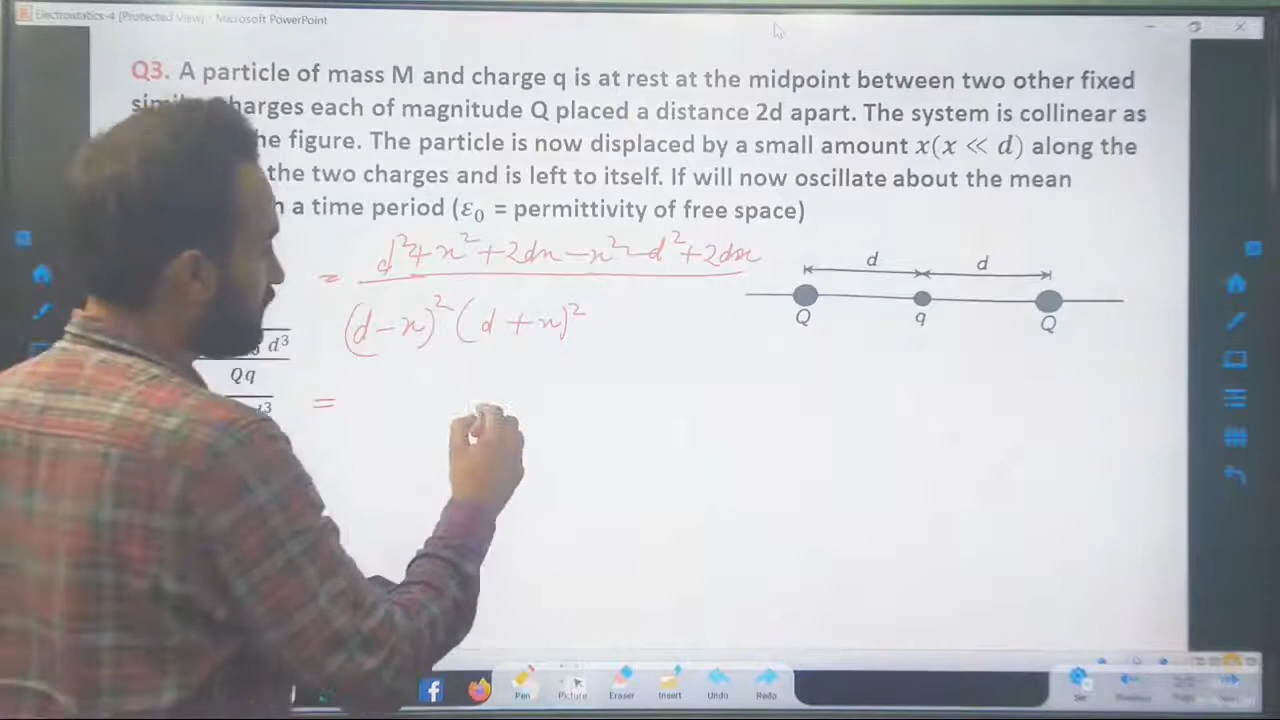 Electrostatics-4 [Protected View] - Microsoft PowerPoint
Q3. A particle of mass M and charge q is at rest at the midpoint between two other fixed
charges each of magnitude Q placed a distance 2d apart. The system is collinear as
figure. The particle is now displaced by a small amount x(x ≪ d) along the
the two charges and is left to itself. If will now oscillate about the mean
a time period (ε₀ = permittivity of free space)
= d²+x²+2dx-x²-d²+2dx
(d-x)²(d+x)²
d d
Q q Q
d³
Qq
=
Pen Picture Eraser Insert Undo Redo